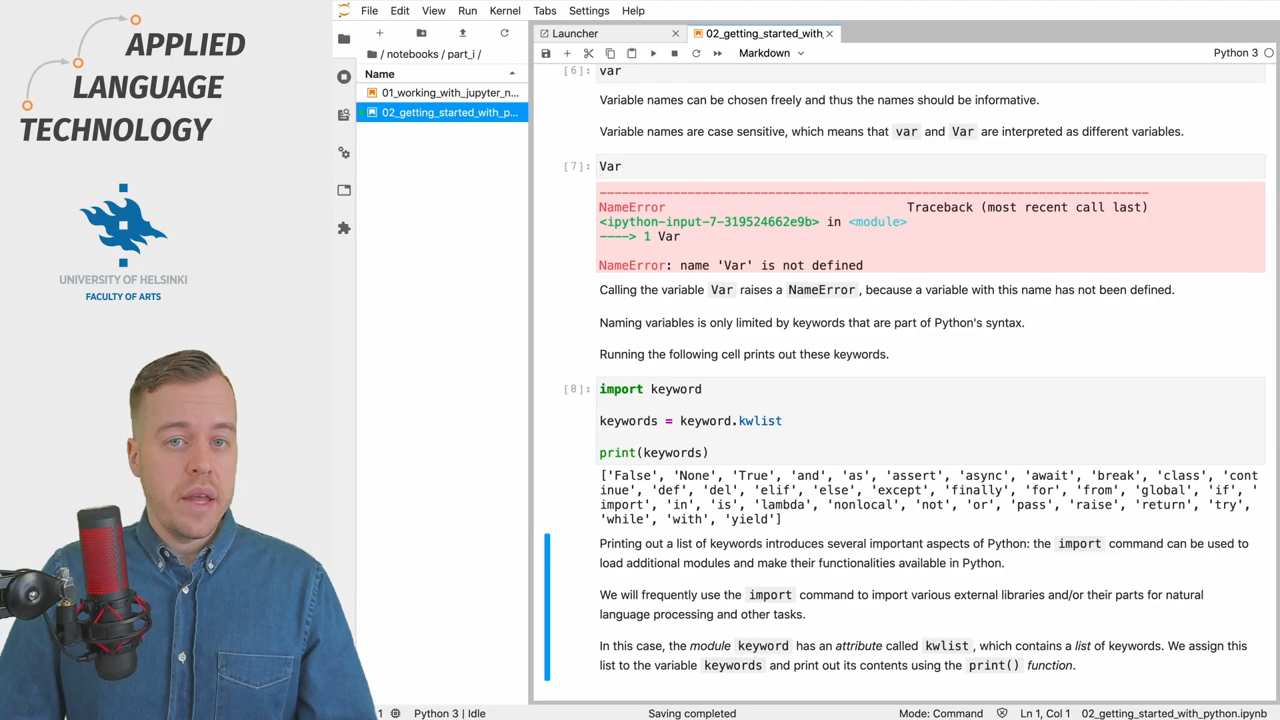 APPLIED
LANGUAGE
TECHNOLOGY
UNIVERSITY OF HELSINKI
FACULTY OF ARTS
File Edit View Run Kernel Tabs Settings Help
/ notebooks / part_i /
Name
01_working_with_jupyter_n...
02_getting_started_with_p...
Launcher
02_getting_started_with_
Markdown
Python 3
[6]: var
Variable names can be chosen freely and thus the names should be informative.
Variable names are case sensitive, which means that var and Var are interpreted as different variables.
[7]: Var
---------------------------------------------------------------------------
NameError Traceback (most recent call last)
<ipython-input-7-319524662e9b> in <module>
----> 1 Var
NameError: name 'Var' is not defined
Calling the variable Var raises a NameError, because a variable with this name has not been defined.
Naming variables is only limited by keywords that are part of Python's syntax.
Running the following cell prints out these keywords.
[8]: import keyword
keywords = keyword.kwlist
print(keywords)
['False', 'None', 'True', 'and', 'as', 'assert', 'async', 'await', 'break', 'class', 'cont
inue', 'def', 'del', 'elif', 'else', 'except', 'finally', 'for', 'from', 'global', 'if', '
import', 'in', 'is', 'lambda', 'nonlocal', 'not', 'or', 'pass', 'raise', 'return', 'try',
'while', 'with', 'yield']
Printing out a list of keywords introduces several important aspects of Python: the import command can be used to
load additional modules and make their functionalities available in Python.
We will frequently use the import command to import various external libraries and/or their parts for natural
language processing and other tasks.
In this case, the module keyword has an attribute called kwlist, which contains a list of keywords. We assign this
list to the variable keywords and print out its contents using the print() function.
1 Python 3 | Idle Saving completed Mode: Command Ln 1, Col 1 02_getting_started_with_python.ipynb